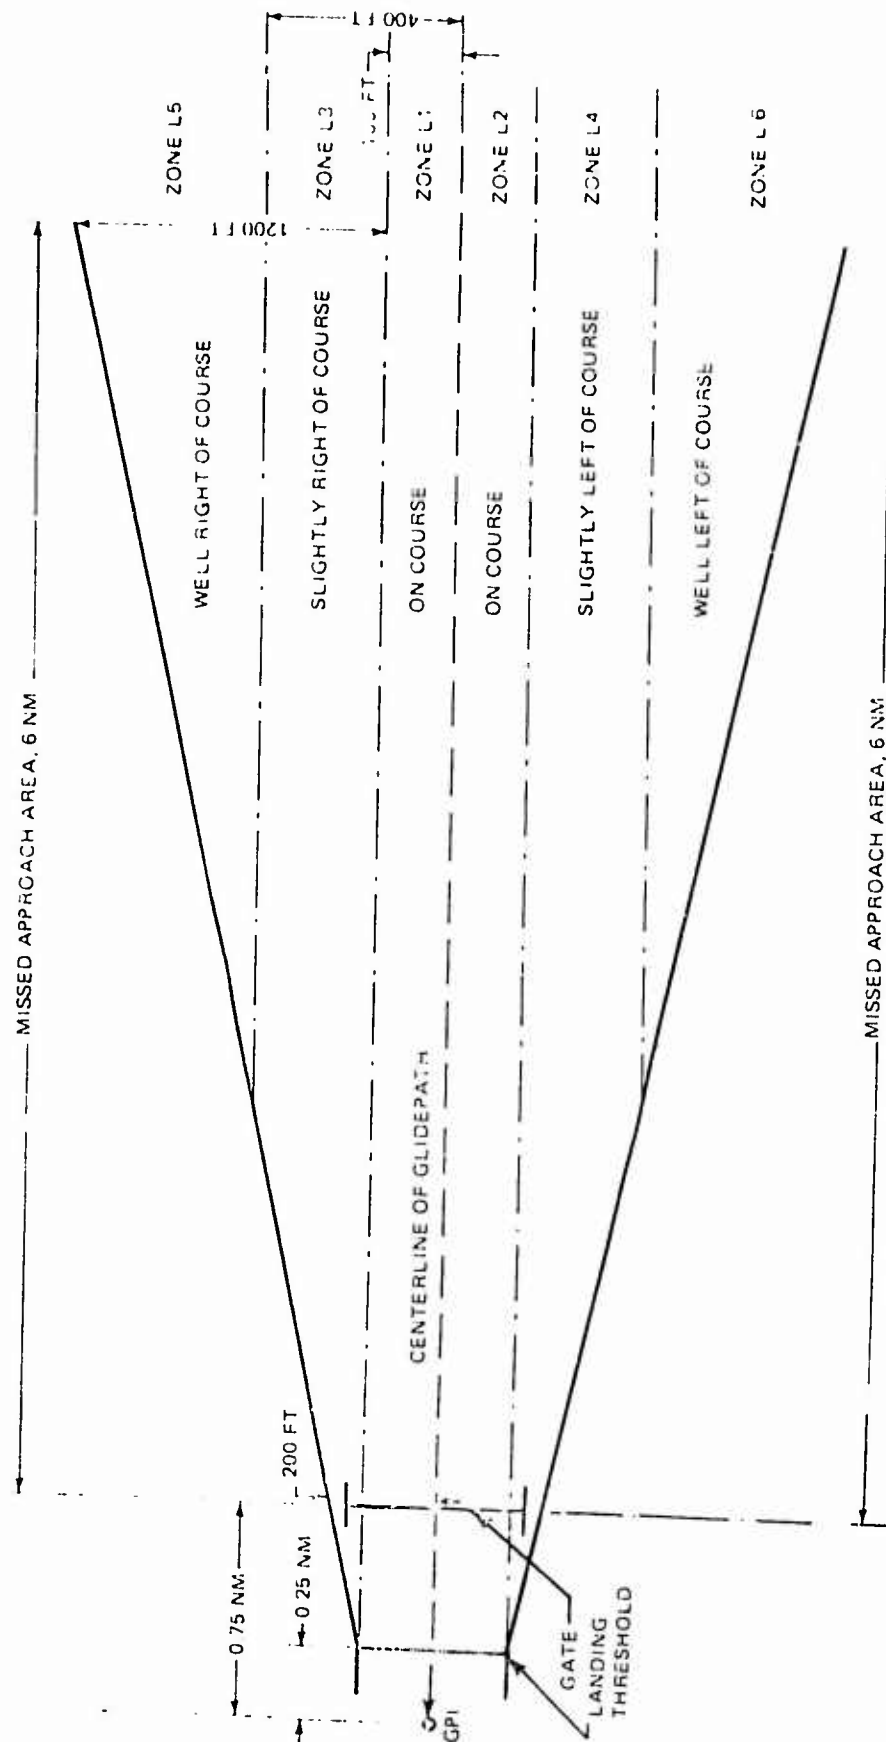 MISSED APPROACH AREA, 6 NM
0.75 NM
0.25 NM
200 FT
1200 FT
400 FT
FT
WELL RIGHT OF COURSE
ZONE L5
SLIGHTLY RIGHT OF COURSE
ZONE L3
CENTERLINE OF GLIDEPATH
ON COURSE
ZONE L1
ON COURSE
ZONE L2
SLIGHTLY LEFT OF COURSE
ZONE L4
WELL LEFT OF COURSE
ZONE L6
GPI
GATE
LANDING
THRESHOLD
MISSED APPROACH AREA, 6 NM